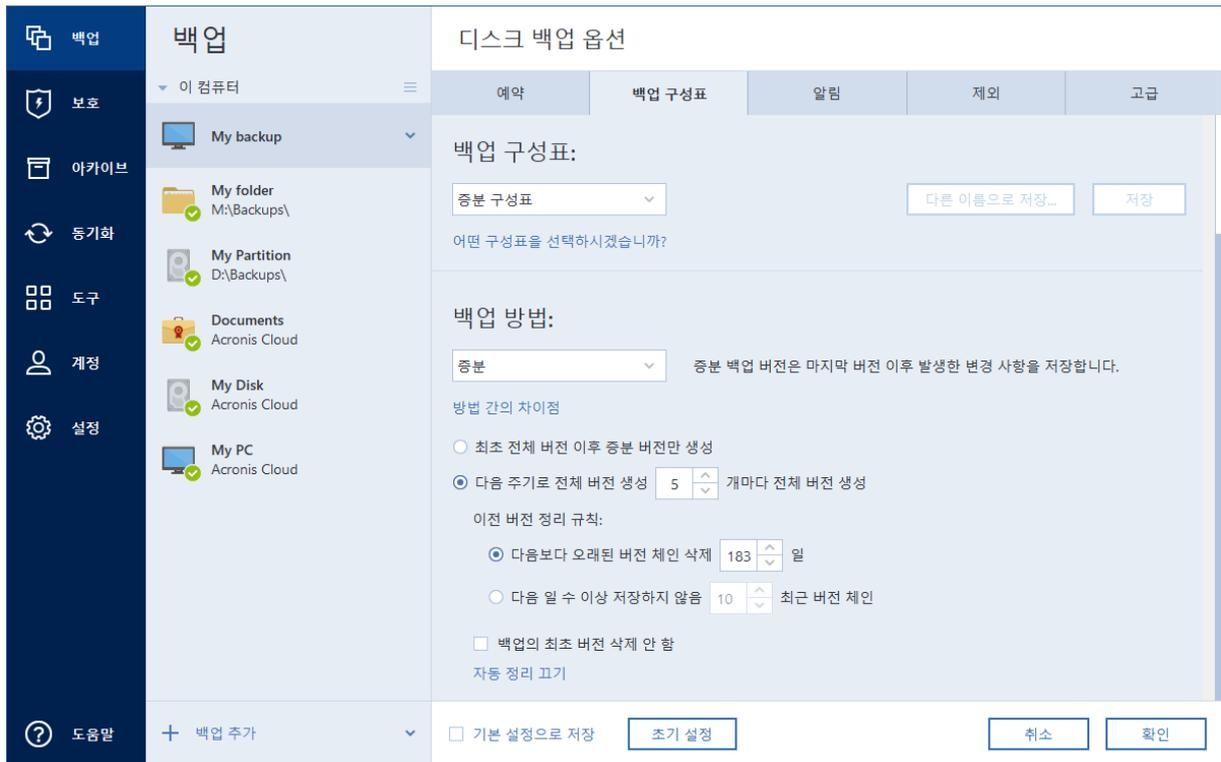 백업
보호
아카이브
동기화
도구
계정
설정
도움말
백업
이 컴퓨터
My backup
My folder
M:\Backups\
My Partition
D:\Backups\
Documents
Acronis Cloud
My Disk
Acronis Cloud
My PC
Acronis Cloud
백업 추가
디스크 백업 옵션
예약
백업 구성표
알림
제외
고급
백업 구성표:
증분 구성표
다른 이름으로 저장...
저장
어떤 구성표를 선택하시겠습니까?
백업 방법:
증분
증분 백업 버전은 마지막 버전 이후 발생한 변경 사항을 저장합니다.
방법 간의 차이점
최초 전체 버전 이후 증분 버전만 생성
다음 주기로 전체 버전 생성 5 개마다 전체 버전 생성
이전 버전 정리 규칙:
다음보다 오래된 버전 체인 삭제 183 일
다음 일 수 이상 저장하지 않음 10 최근 버전 체인
백업의 최초 버전 삭제 안 함
자동 정리 끄기
기본 설정으로 저장
초기 설정
취소
확인